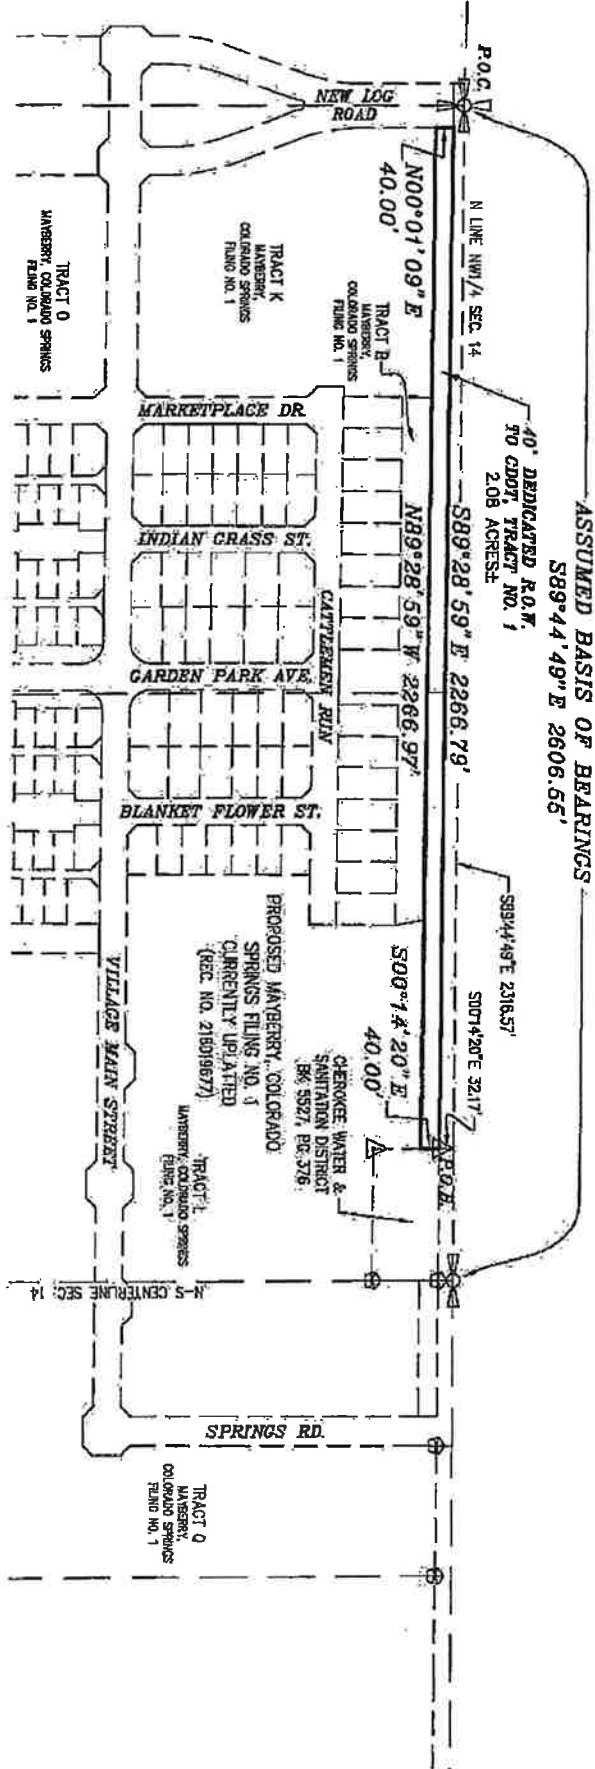 ASSUMED BASIS OF BEARINGS
S89°44'49"E 2606.55'
P.O.C.
N LINE NW1/4 SEC. 14
40' DEDICATED R.O.W.
TO CDOT TRACT NO. 1
2.08 ACRES±
S89°44'49"E 2316.57'
S00°14'20"E 32.17'
NEW LOG
ROAD
N00°01'09"E
40.00'
S89°28'59"E 2266.79'
N89°28'59"W 2266.97'
S00°14'20"E
40.00'
P.O.B.
TRACT K
MAYBERRY,
COLORADO SPRINGS
FILING NO. 1
TRACT B
MAYBERRY,
COLORADO SPRINGS
FILING NO. 1
CHEROKEE WATER &
SANITATION DISTRICT
BK 5527, PG 376
TRACT O
MAYBERRY, COLORADO SPRINGS
FILING NO. 1
MARKETPLACE DR.
INDIAN GRASS ST.
CATTLEMEN RUN
GARDEN PARK AVE.
BLANKET FLOWER ST.
PROPOSED MAYBERRY, COLORADO
SPRINGS FILING NO. 1
CURRENTLY UPLATTED
(REC. NO. 218019677)
VILLAGE MAIN STREET
MAYBERRY, COLORADO SPRINGS
FILING NO. 1
N-S CENTERLINE SEC. 14
SPRINGS RD.
TRACT Q
MAYBERRY,
COLORADO SPRINGS
FILING NO. 1